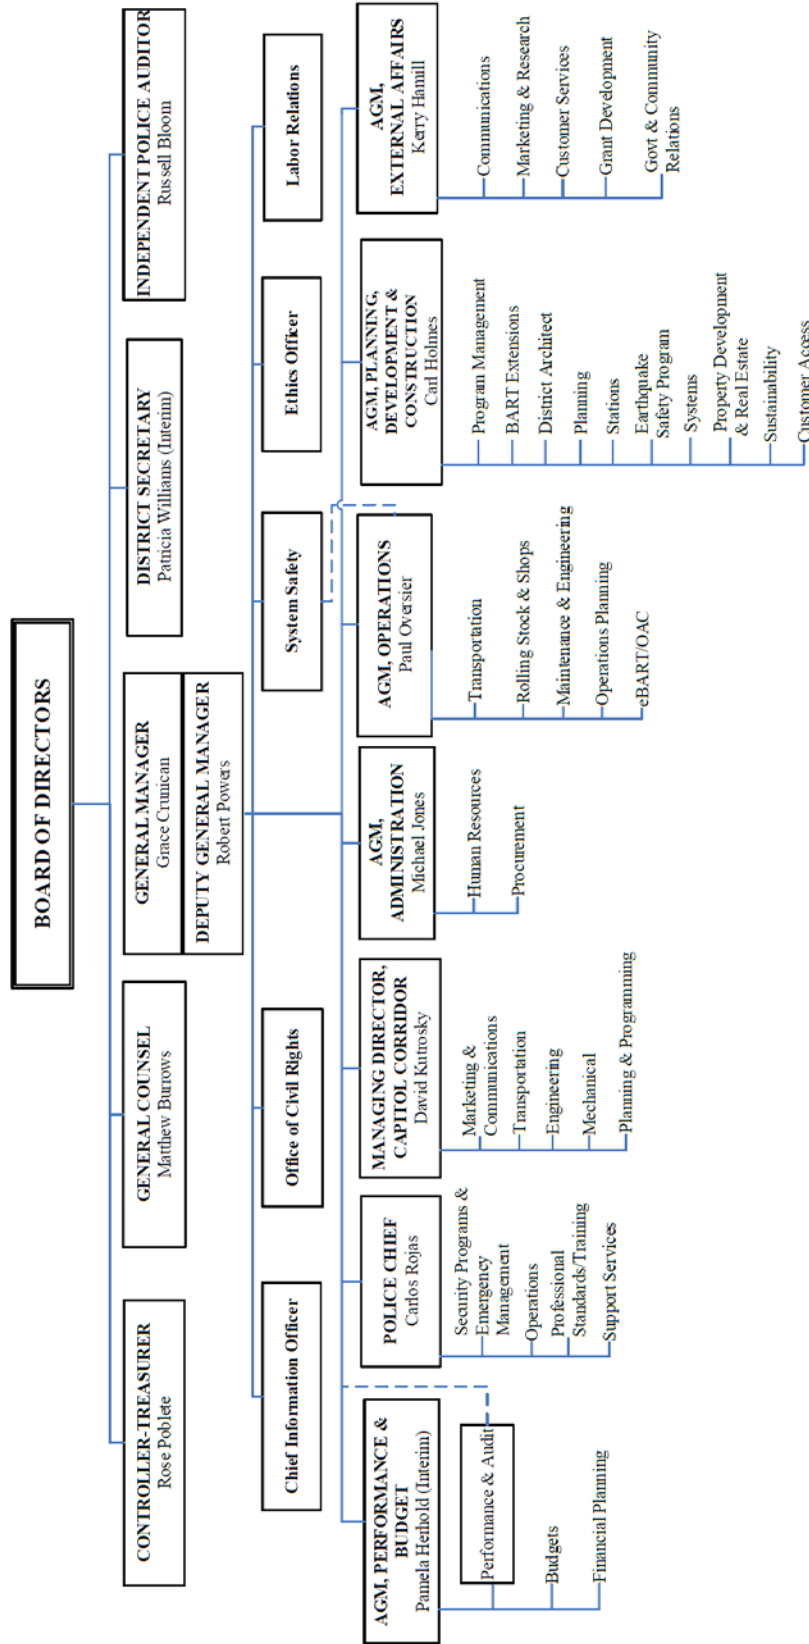 BOARD OF DIRECTORS
CONTROLLER-TREASURER
Rose Poblete
GENERAL COUNSEL
Matthew Burrows
GENERAL MANAGER
Grace Crunican
DEPUTY GENERAL MANAGER
Robert Powers
DISTRICT SECRETARY
Patricia Williams (Interim)
INDEPENDENT POLICE AUDITOR
Russell Bloom
Chief Information Officer
Office of Civil Rights
System Safety
Ethics Officer
Labor Relations
AGM, PERFORMANCE &
BUDGET
Pamela Herhold (Interim)
Performance & Audit
Budgets
Financial Planning
POLICE CHIEF
Carlos Rojas
Security Programs &
Emergency
Management
Operations
Professional
Standards/Training
Support Services
MANAGING DIRECTOR,
CAPITOL CORRIDOR
David Kutrosky
Marketing &
Communications
Transportation
Engineering
Mechanical
Planning & Programming
AGM,
ADMINISTRATION
Michael Jones
Human Resources
Procurement
AGM, OPERATIONS
Paul Oversier
Transportation
Rolling Stock & Shops
Maintenance & Engineering
Operations Planning
eBART/OAC
AGM, PLANNING,
DEVELOPMENT &
CONSTRUCTION
Carl Holmes
Program Management
BART Extensions
District Architect
Planning
Stations
Earthquake
Safety Program
Systems
Property Development
& Real Estate
Sustainability
Customer Access
AGM,
EXTERNAL AFFAIRS
Kerry Hamill
Communications
Marketing & Research
Customer Services
Grant Development
Govt & Community
Relations